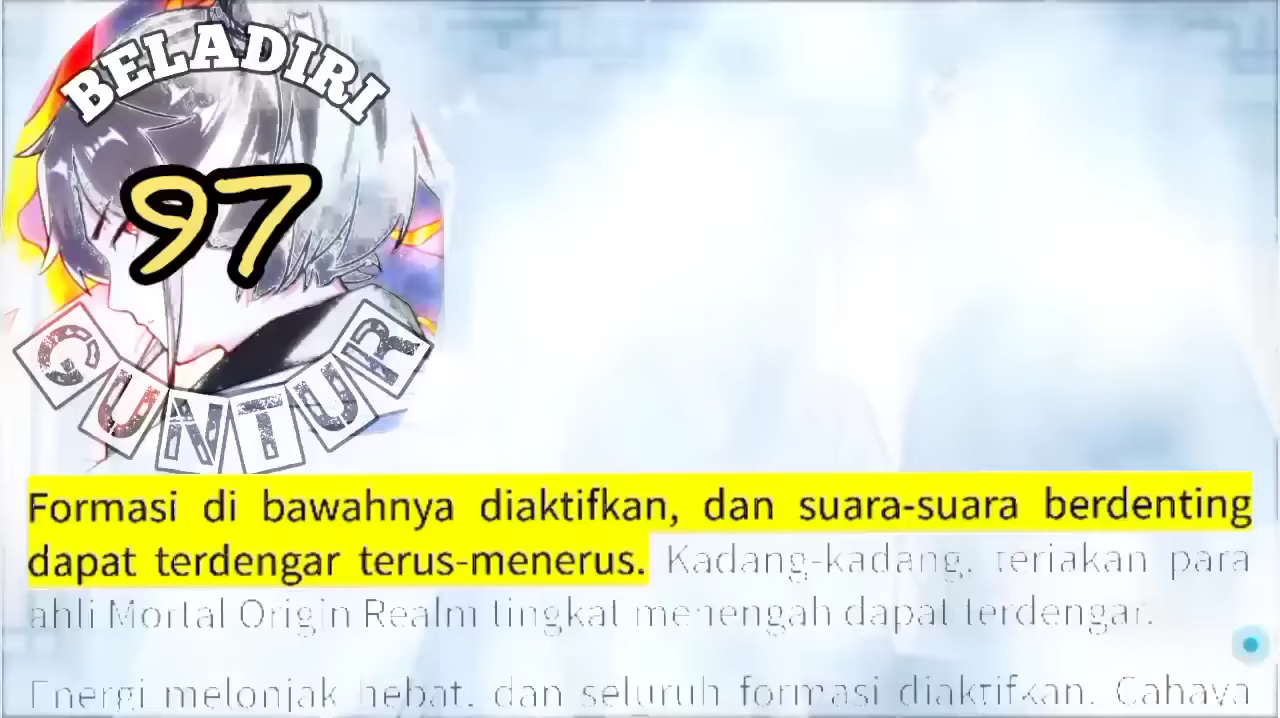 BELADIRI
97
GUNTUR
Formasi di bawahnya diaktifkan, dan suara-suara berdenting
dapat terdengar terus-menerus. Kadang-kadang, teriakan para
ahli Mortal Origin Realm tingkat menengah dapat terdengar.
Energi melonjak hebat, dan seluruh formasi diaktifkan. Cahaya